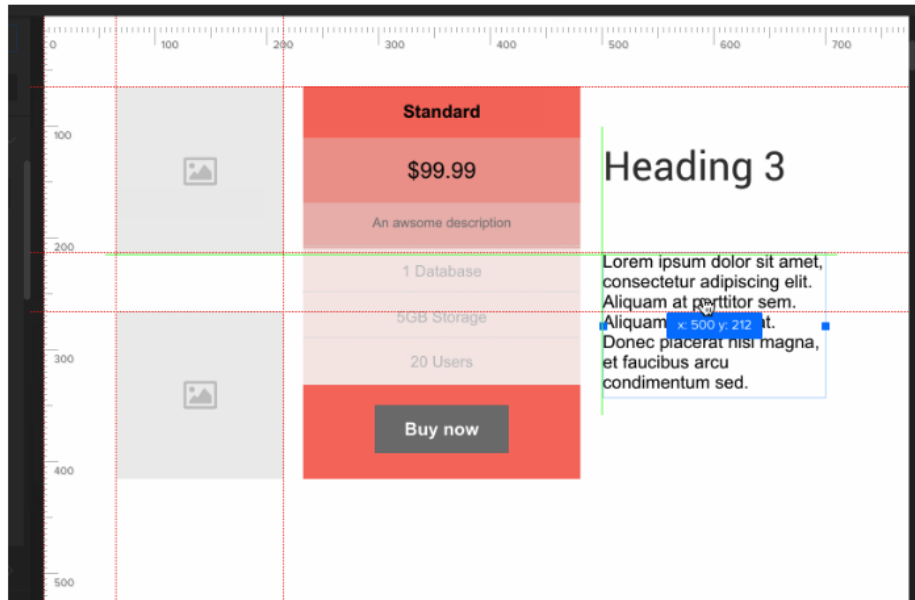 0 100 200 300 400 500 600 700
100
200
300
400
500
Standard
$99.99
An awsome description
1 Database
5GB Storage
20 Users
Buy now
Heading 3
Lorem ipsum dolor sit amet,
consectetur adipiscing elit.
Aliquam at porttitor sem.
Aliquam t.
x: 500 y: 212
Donec placerat nisl magna,
et faucibus arcu
condimentum sed.